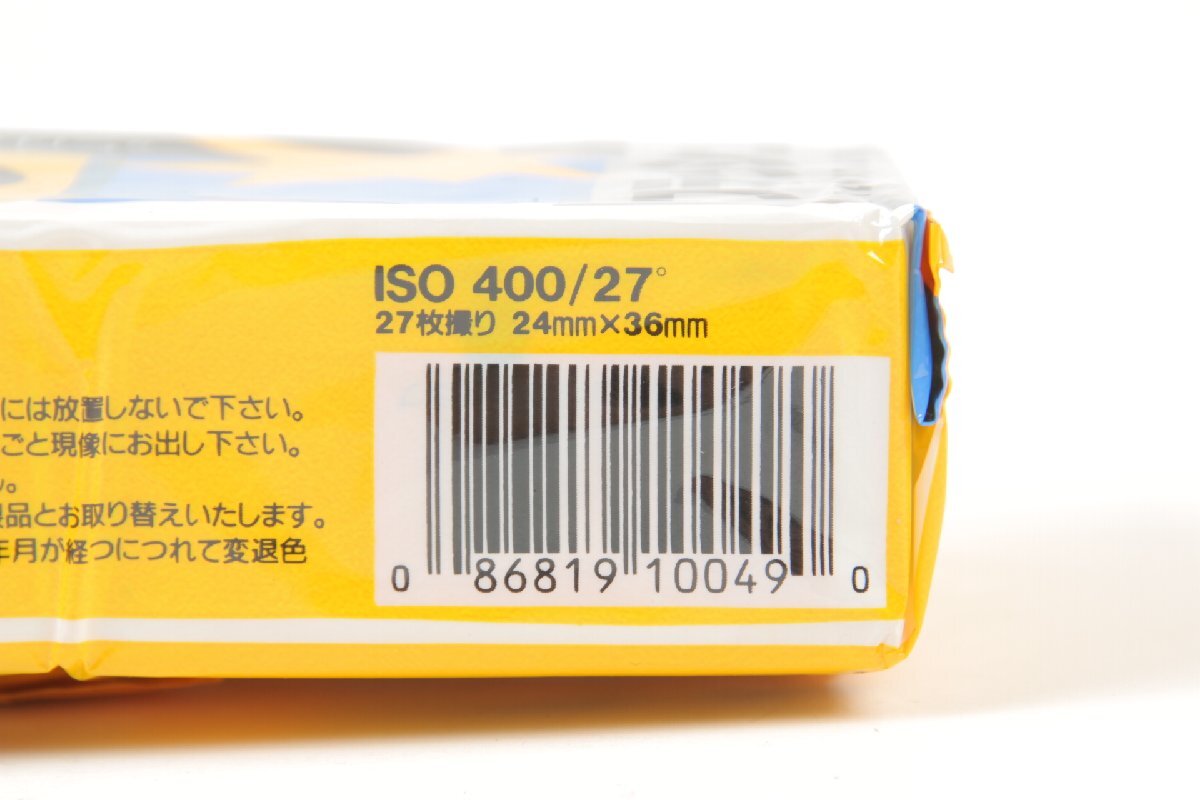 ISO 400/27°
27枚撮り 24mm×36mm
には放置しないで下さい。
ごと現像にお出し下さい。
ん。
品とお取り替えいたします。
年月が経つにつれて変退色
0 86819 10049 0